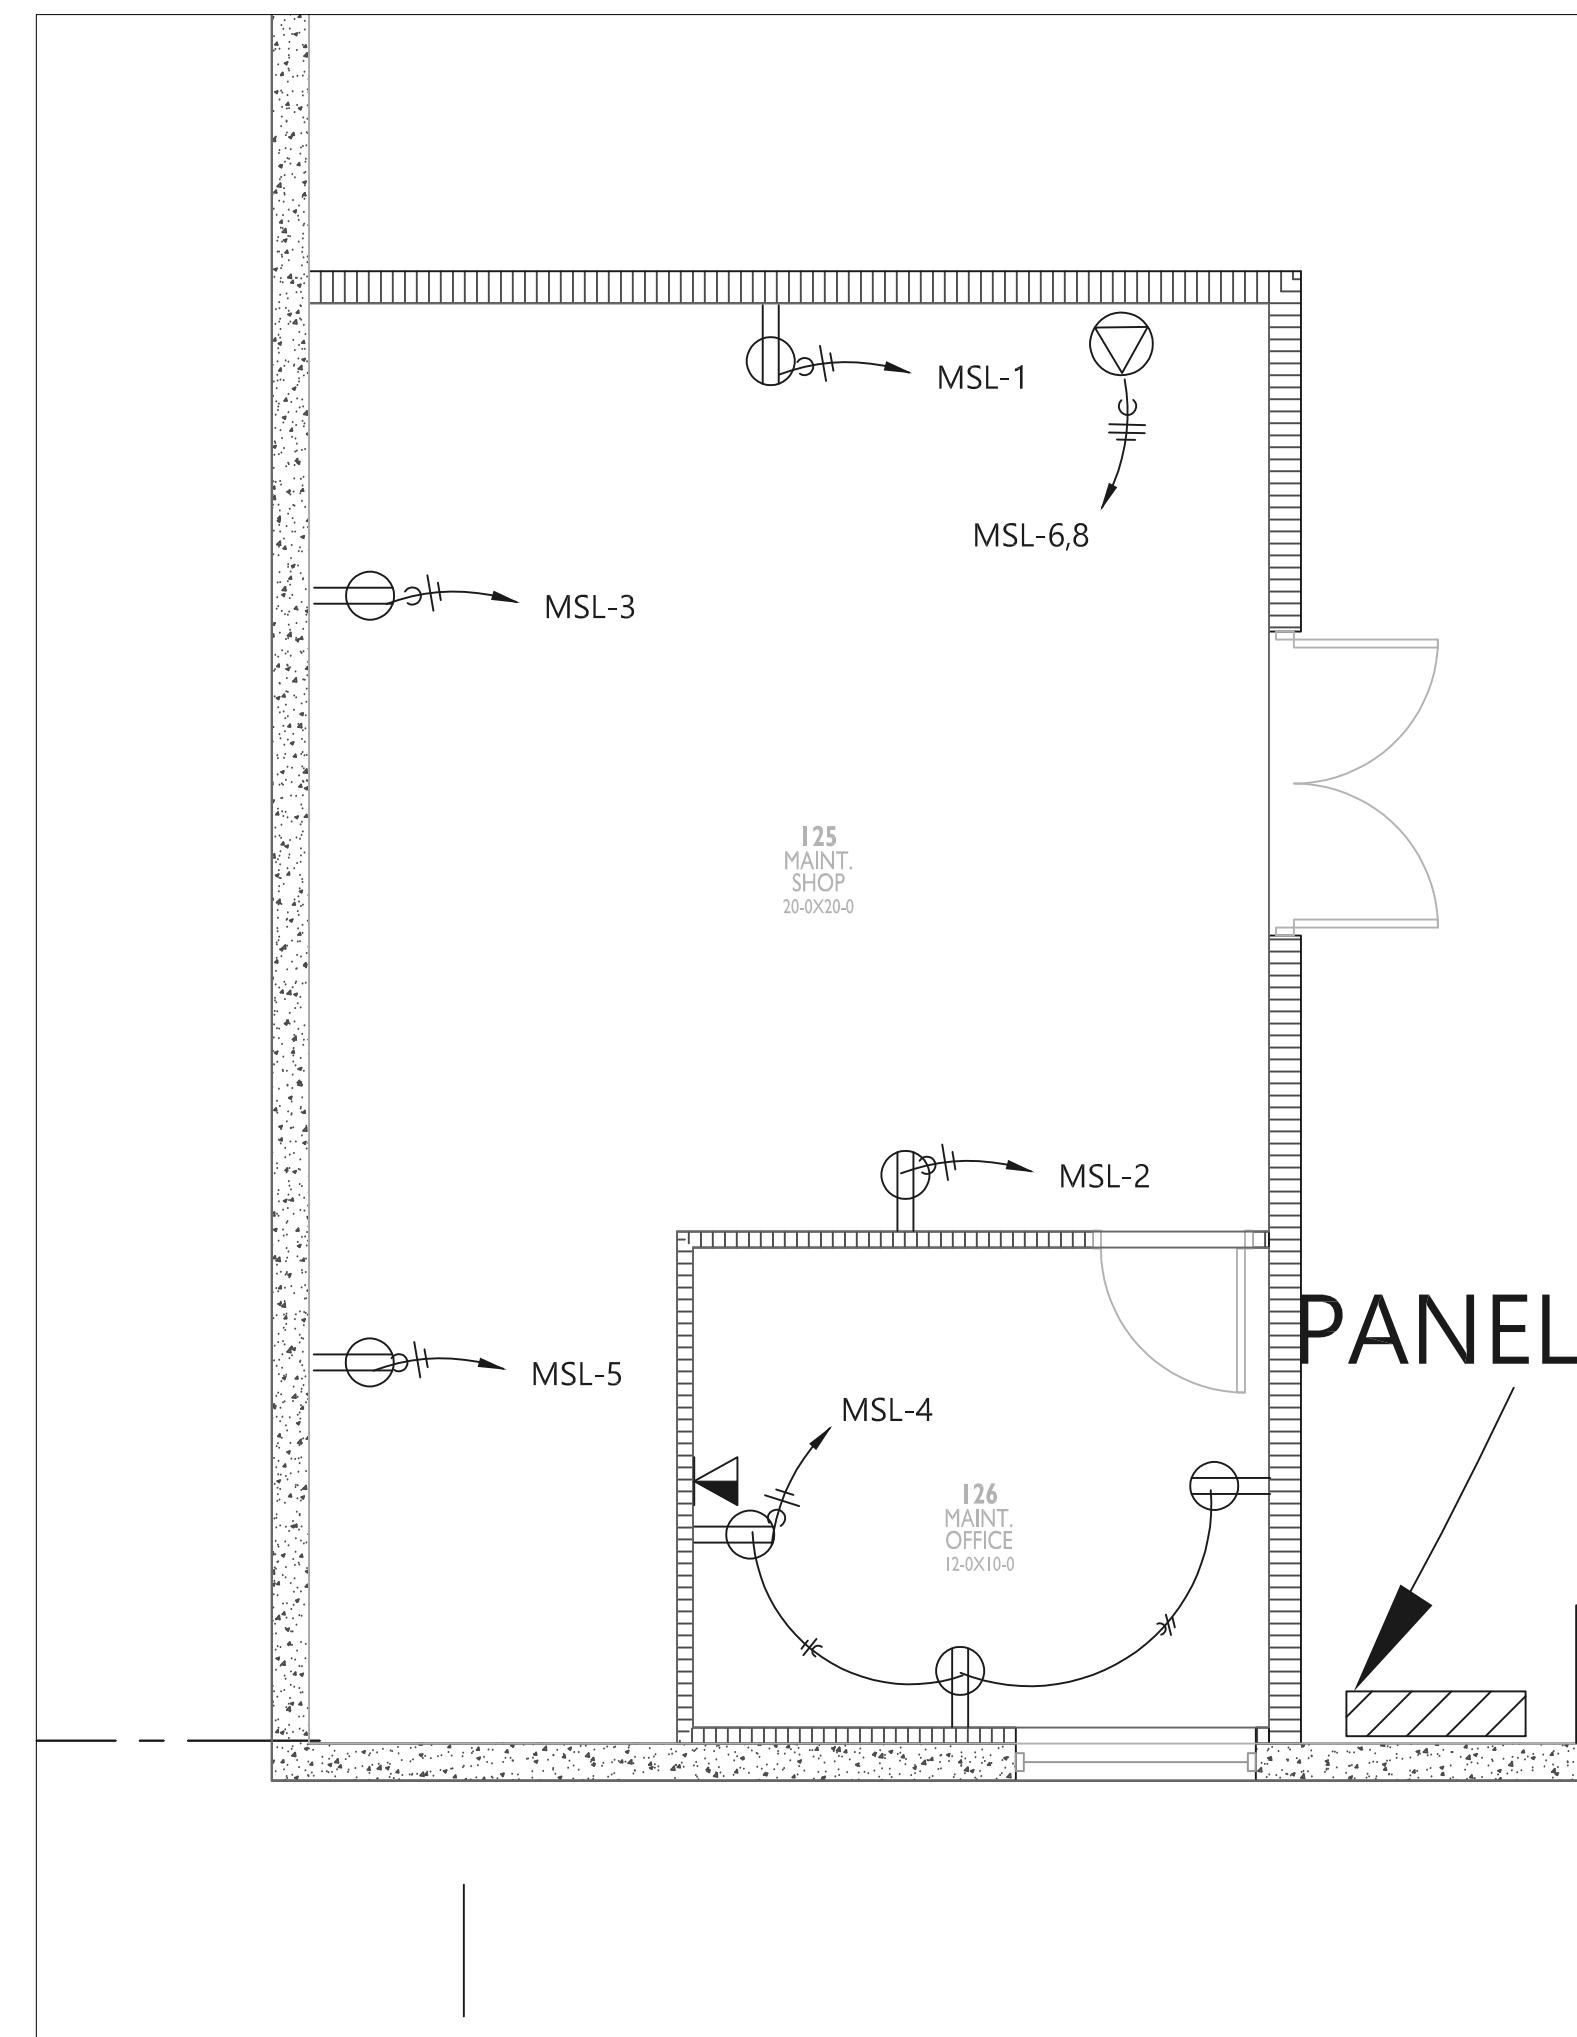 MSL-1
MSL-6,8
MSL-3
125
MAINT.
SHOP
20-0X20-0
MSL-2
PANEL
MSL-5
MSL-4
126
MAINT.
OFFICE
12-0X10-0